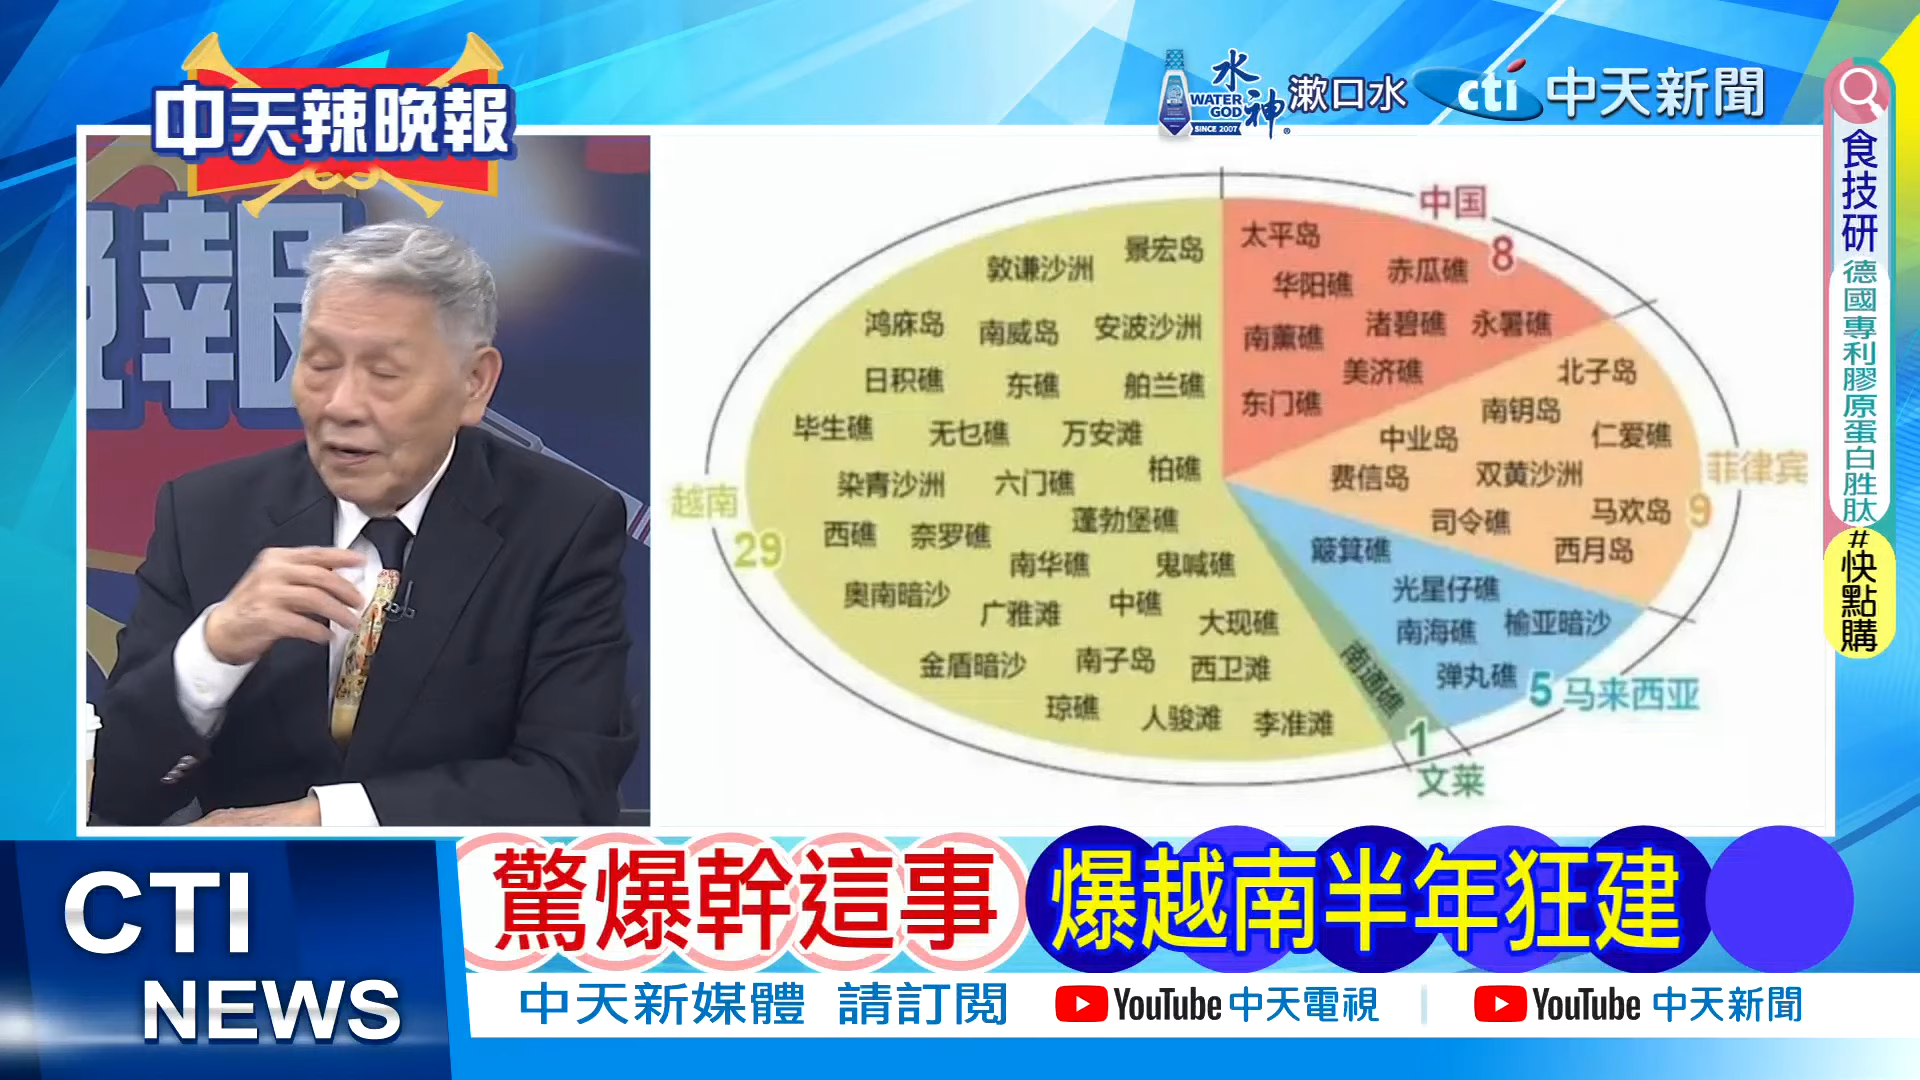 中天辣晚報
水神
WATER GOD
SINCE 2007
漱口水
cti 中天新聞
食技研
德國專利膠原蛋白胜肽
#快點購
晚報
中国
8
太平岛
华阳礁 赤瓜礁
南薰礁 渚碧礁 永暑礁
美济礁
东门礁
菲律宾
9
北子岛
南钥岛
中业岛 仁爱礁
费信岛 双黄沙洲
司令礁 马欢岛
西月岛
马来西亚
5
簸箕礁
光星仔礁
南海礁 榆亚暗沙
弹丸礁
文莱
1
南通礁
越南
29
敦谦沙洲 景宏岛
鸿庥岛 南威岛 安波沙洲
日积礁 东礁 舶兰礁
毕生礁 无乜礁 万安滩
染青沙洲 六门礁 柏礁
西礁 奈罗礁 蓬勃堡礁
南华礁 鬼喊礁
奥南暗沙 广雅滩 中礁 大现礁
金盾暗沙 南子岛 西卫滩
琼礁 人骏滩 李准滩
CTI
NEWS
驚爆幹這事 爆越南半年狂建
中天新媒體 請訂閱 YouTube 中天電視 YouTube 中天新聞